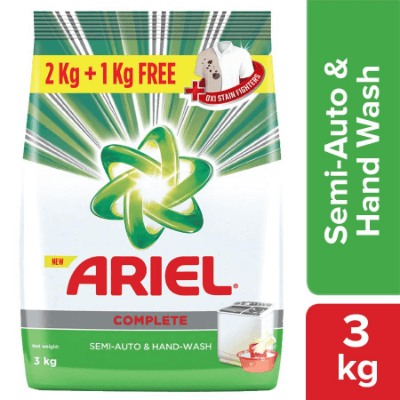 2 Kg + 1 Kg FREE
+ OXI STAIN FIGHTERS
NEW
ARIEL
COMPLETE
SEMI-AUTO & HAND-WASH
Net weight:
3 kg
Semi-Auto &
Hand Wash
3
kg